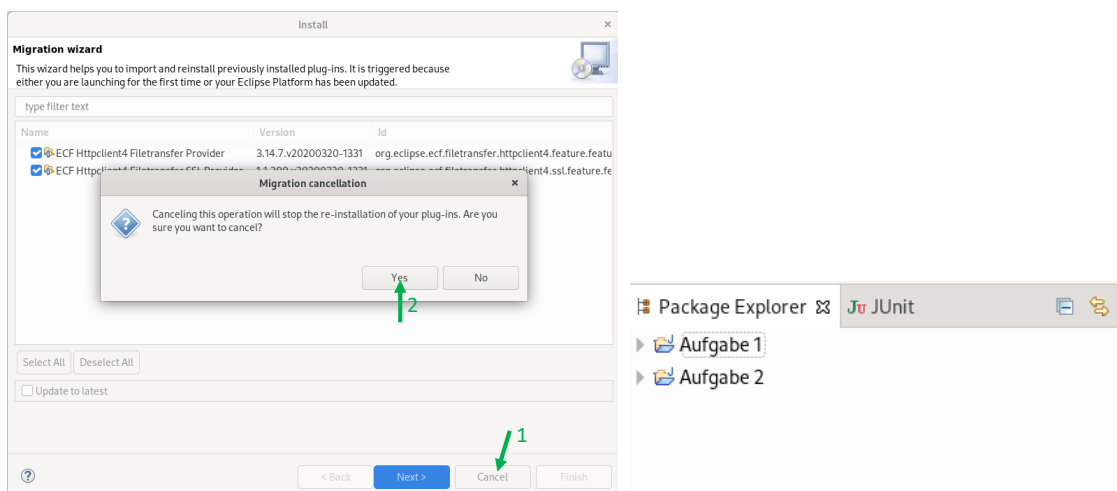 Install
Migration wizard
This wizard helps you to import and reinstall previously installed plug-ins. It is triggered because
either you are launching for the first time or your Eclipse Platform has been updated.
type filter text
Name Version Id
ECF Httpclient4 Filetransfer Provider 3.14.7.v20200320-1331 org.eclipse.ecf.filetransfer.httpclient4.feature.featu
ECF Httpclient4 Filetransfer SSL Provider
Migration cancellation
Canceling this operation will stop the re-installation of your plug-ins. Are you
sure you want to cancel?
Yes No
2
Select All Deselect All
Update to latest
1
< Back Next > Cancel Finish
Package Explorer JUnit
Aufgabe 1
Aufgabe 2